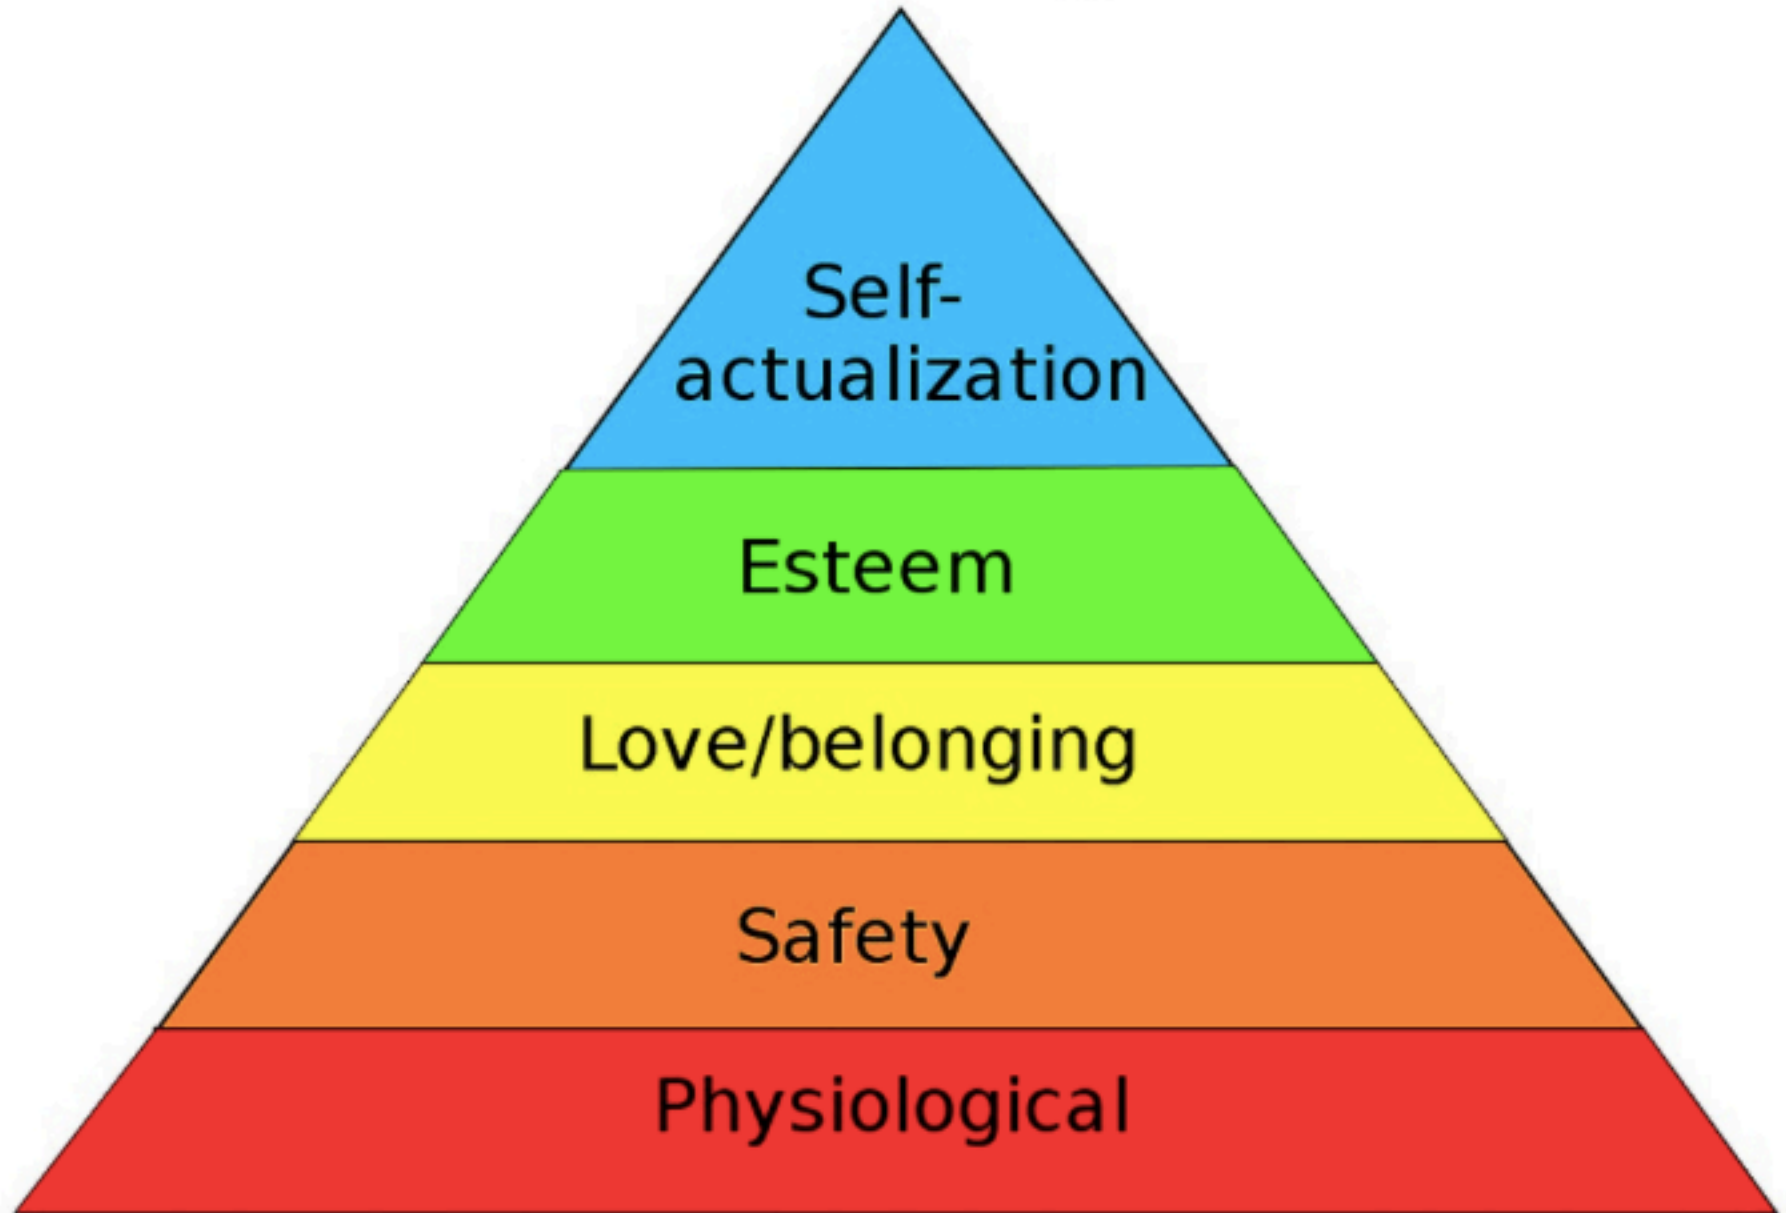 Self-
actualization
Esteem
Love/belonging
Safety
Physiological